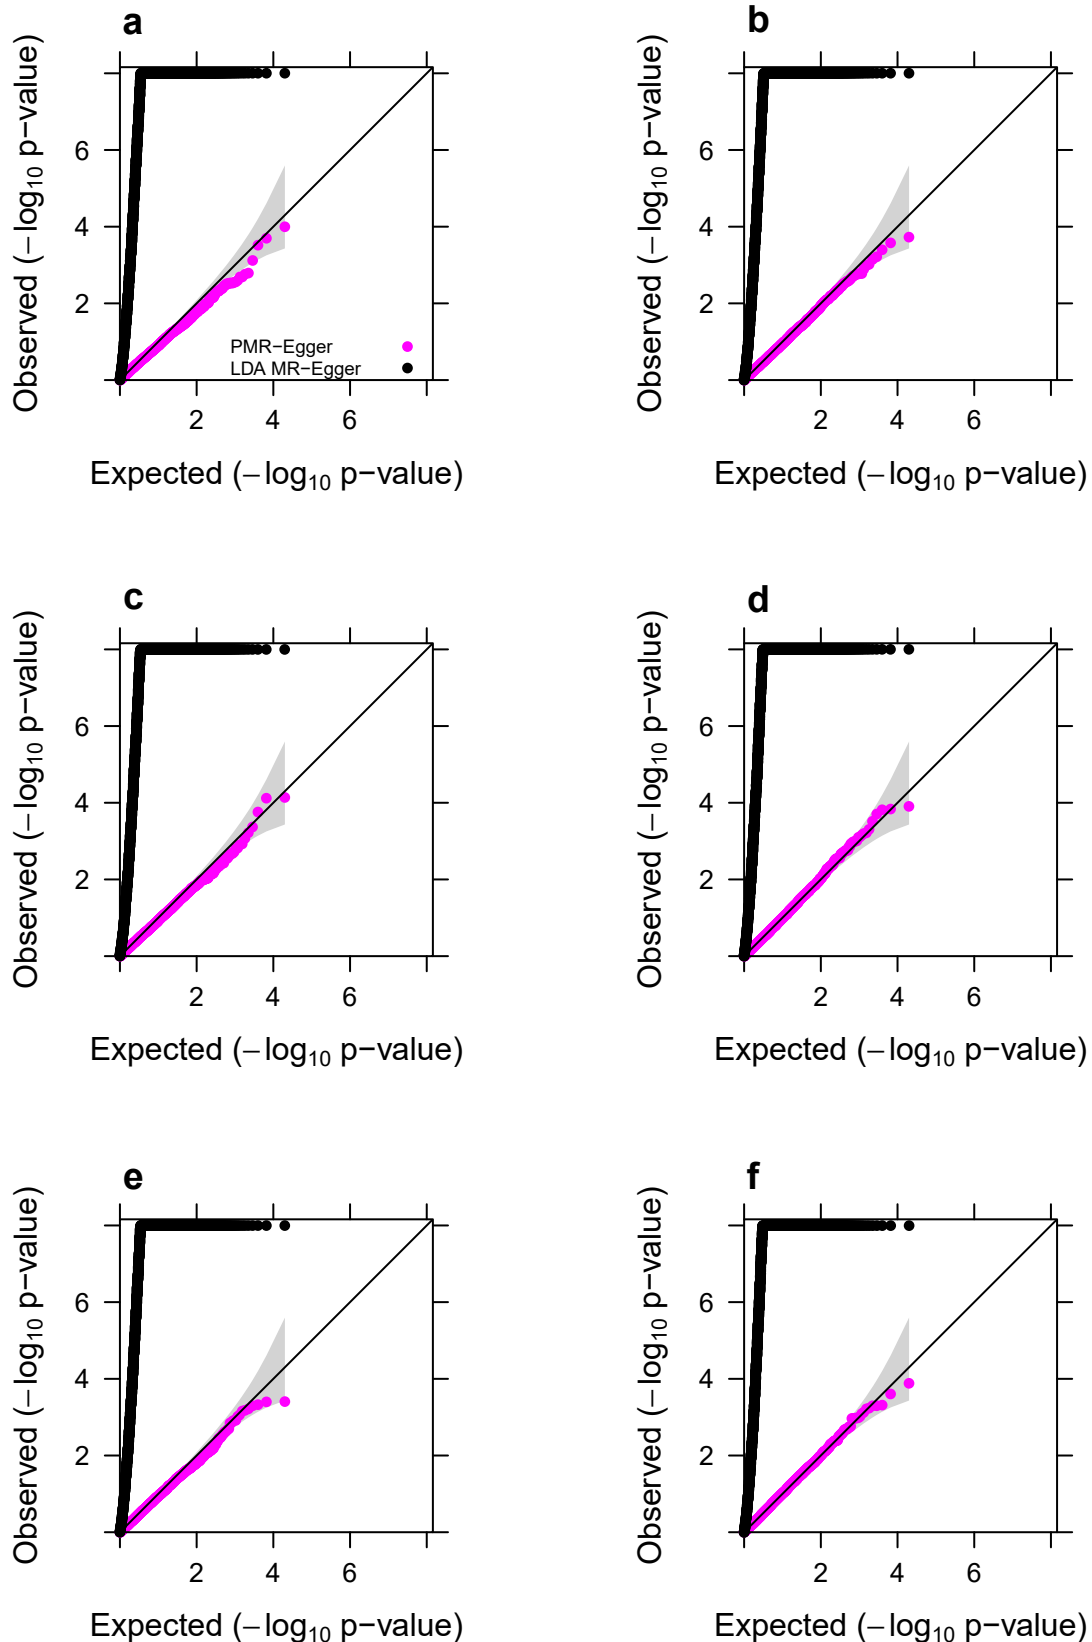 a
Observed (−log₁₀ p−value)
6
4
2
PMR−Egger
LDA MR−Egger
2 4 6
Expected (−log₁₀ p−value)
b
Observed (−log₁₀ p−value)
6
4
2
2 4 6
Expected (−log₁₀ p−value)
c
Observed (−log₁₀ p−value)
6
4
2
2 4 6
Expected (−log₁₀ p−value)
d
Observed (−log₁₀ p−value)
6
4
2
2 4 6
Expected (−log₁₀ p−value)
e
Observed (−log₁₀ p−value)
6
4
2
2 4 6
Expected (−log₁₀ p−value)
f
Observed (−log₁₀ p−value)
6
4
2
2 4 6
Expected (−log₁₀ p−value)